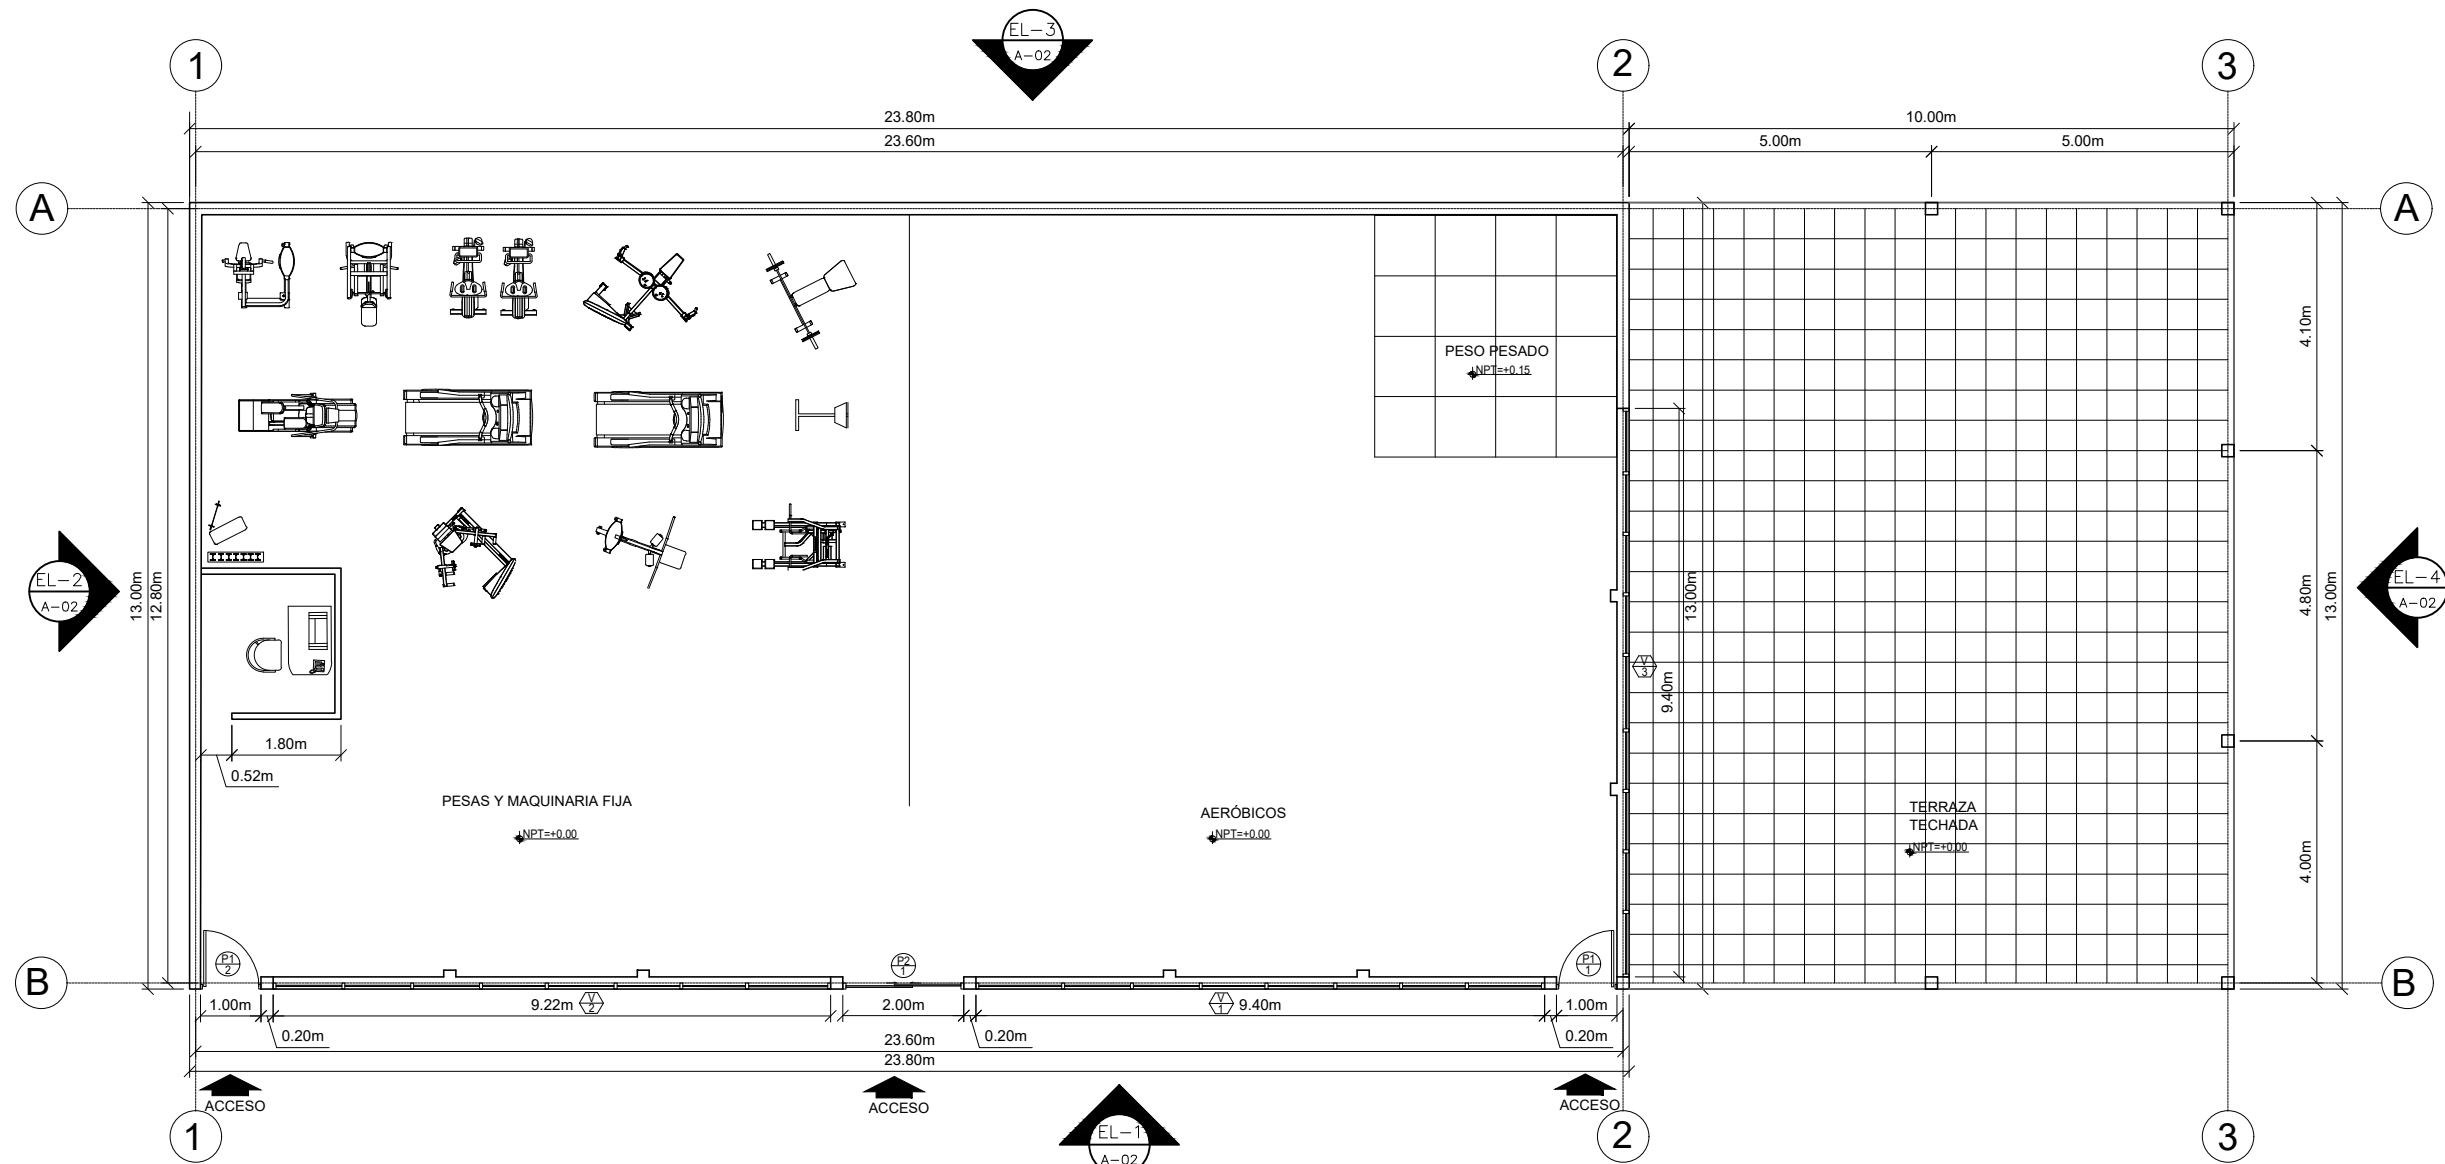 EL-3
A-02
1
2
3
23.80m
10.00m
23.60m
5.00m
5.00m
A
A
4.10m
PESO PESADO
NPT=+0.15
EL-2
A-02
13.00m
12.80m
13.00m
4.80m
13.00m
EL-4
A-02
V
3
9.40m
1.80m
0.52m
PESAS Y MAQUINARIA FIJA
NPT=+0.00
AERÓBICOS
NPT=+0.00
TERRAZA
TECHADA
NPT=+0.00
4.00m
P1
2
P2
1
P1
1
B
B
1.00m
9.22m
V
2
2.00m
V
1
9.40m
1.00m
0.20m
0.20m
0.20m
23.60m
23.80m
ACCESO
ACCESO
ACCESO
1
EL-1
A-02
2
3